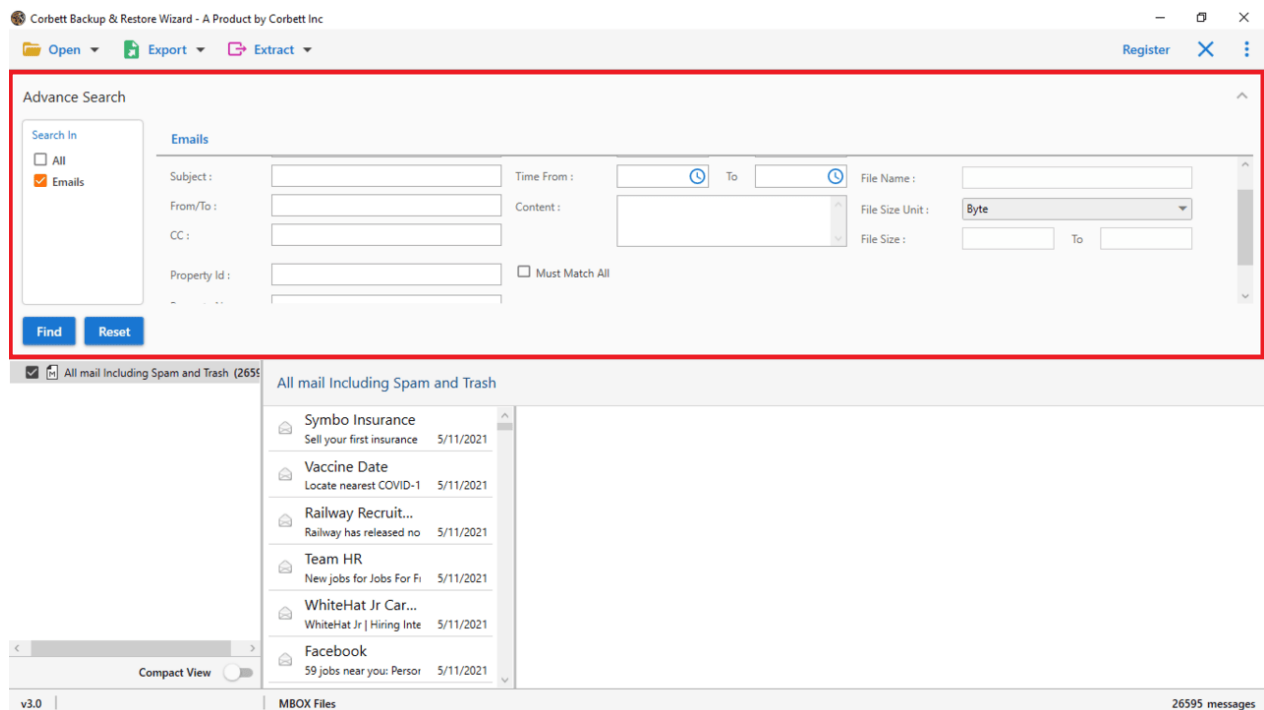 Corbett Backup & Restore Wizard - A Product by Corbett Inc
Open Export Extract Register
Advance Search
Search In
All
Emails
Emails
Subject :
From/To :
CC :
Property Id :
Time From : To
Content :
Must Match All
File Name :
File Size Unit : Byte
File Size : To
Find Reset
All mail Including Spam and Trash (2659
All mail Including Spam and Trash
Symbo Insurance
Sell your first insurance 5/11/2021
Vaccine Date
Locate nearest COVID-1 5/11/2021
Railway Recruit...
Railway has released no 5/11/2021
Team HR
New jobs for Jobs For Fr 5/11/2021
WhiteHat Jr Car...
WhiteHat Jr | Hiring Inte 5/11/2021
Facebook
59 jobs near you: Person 5/11/2021
Compact View
v3.0 MBOX Files 26595 messages